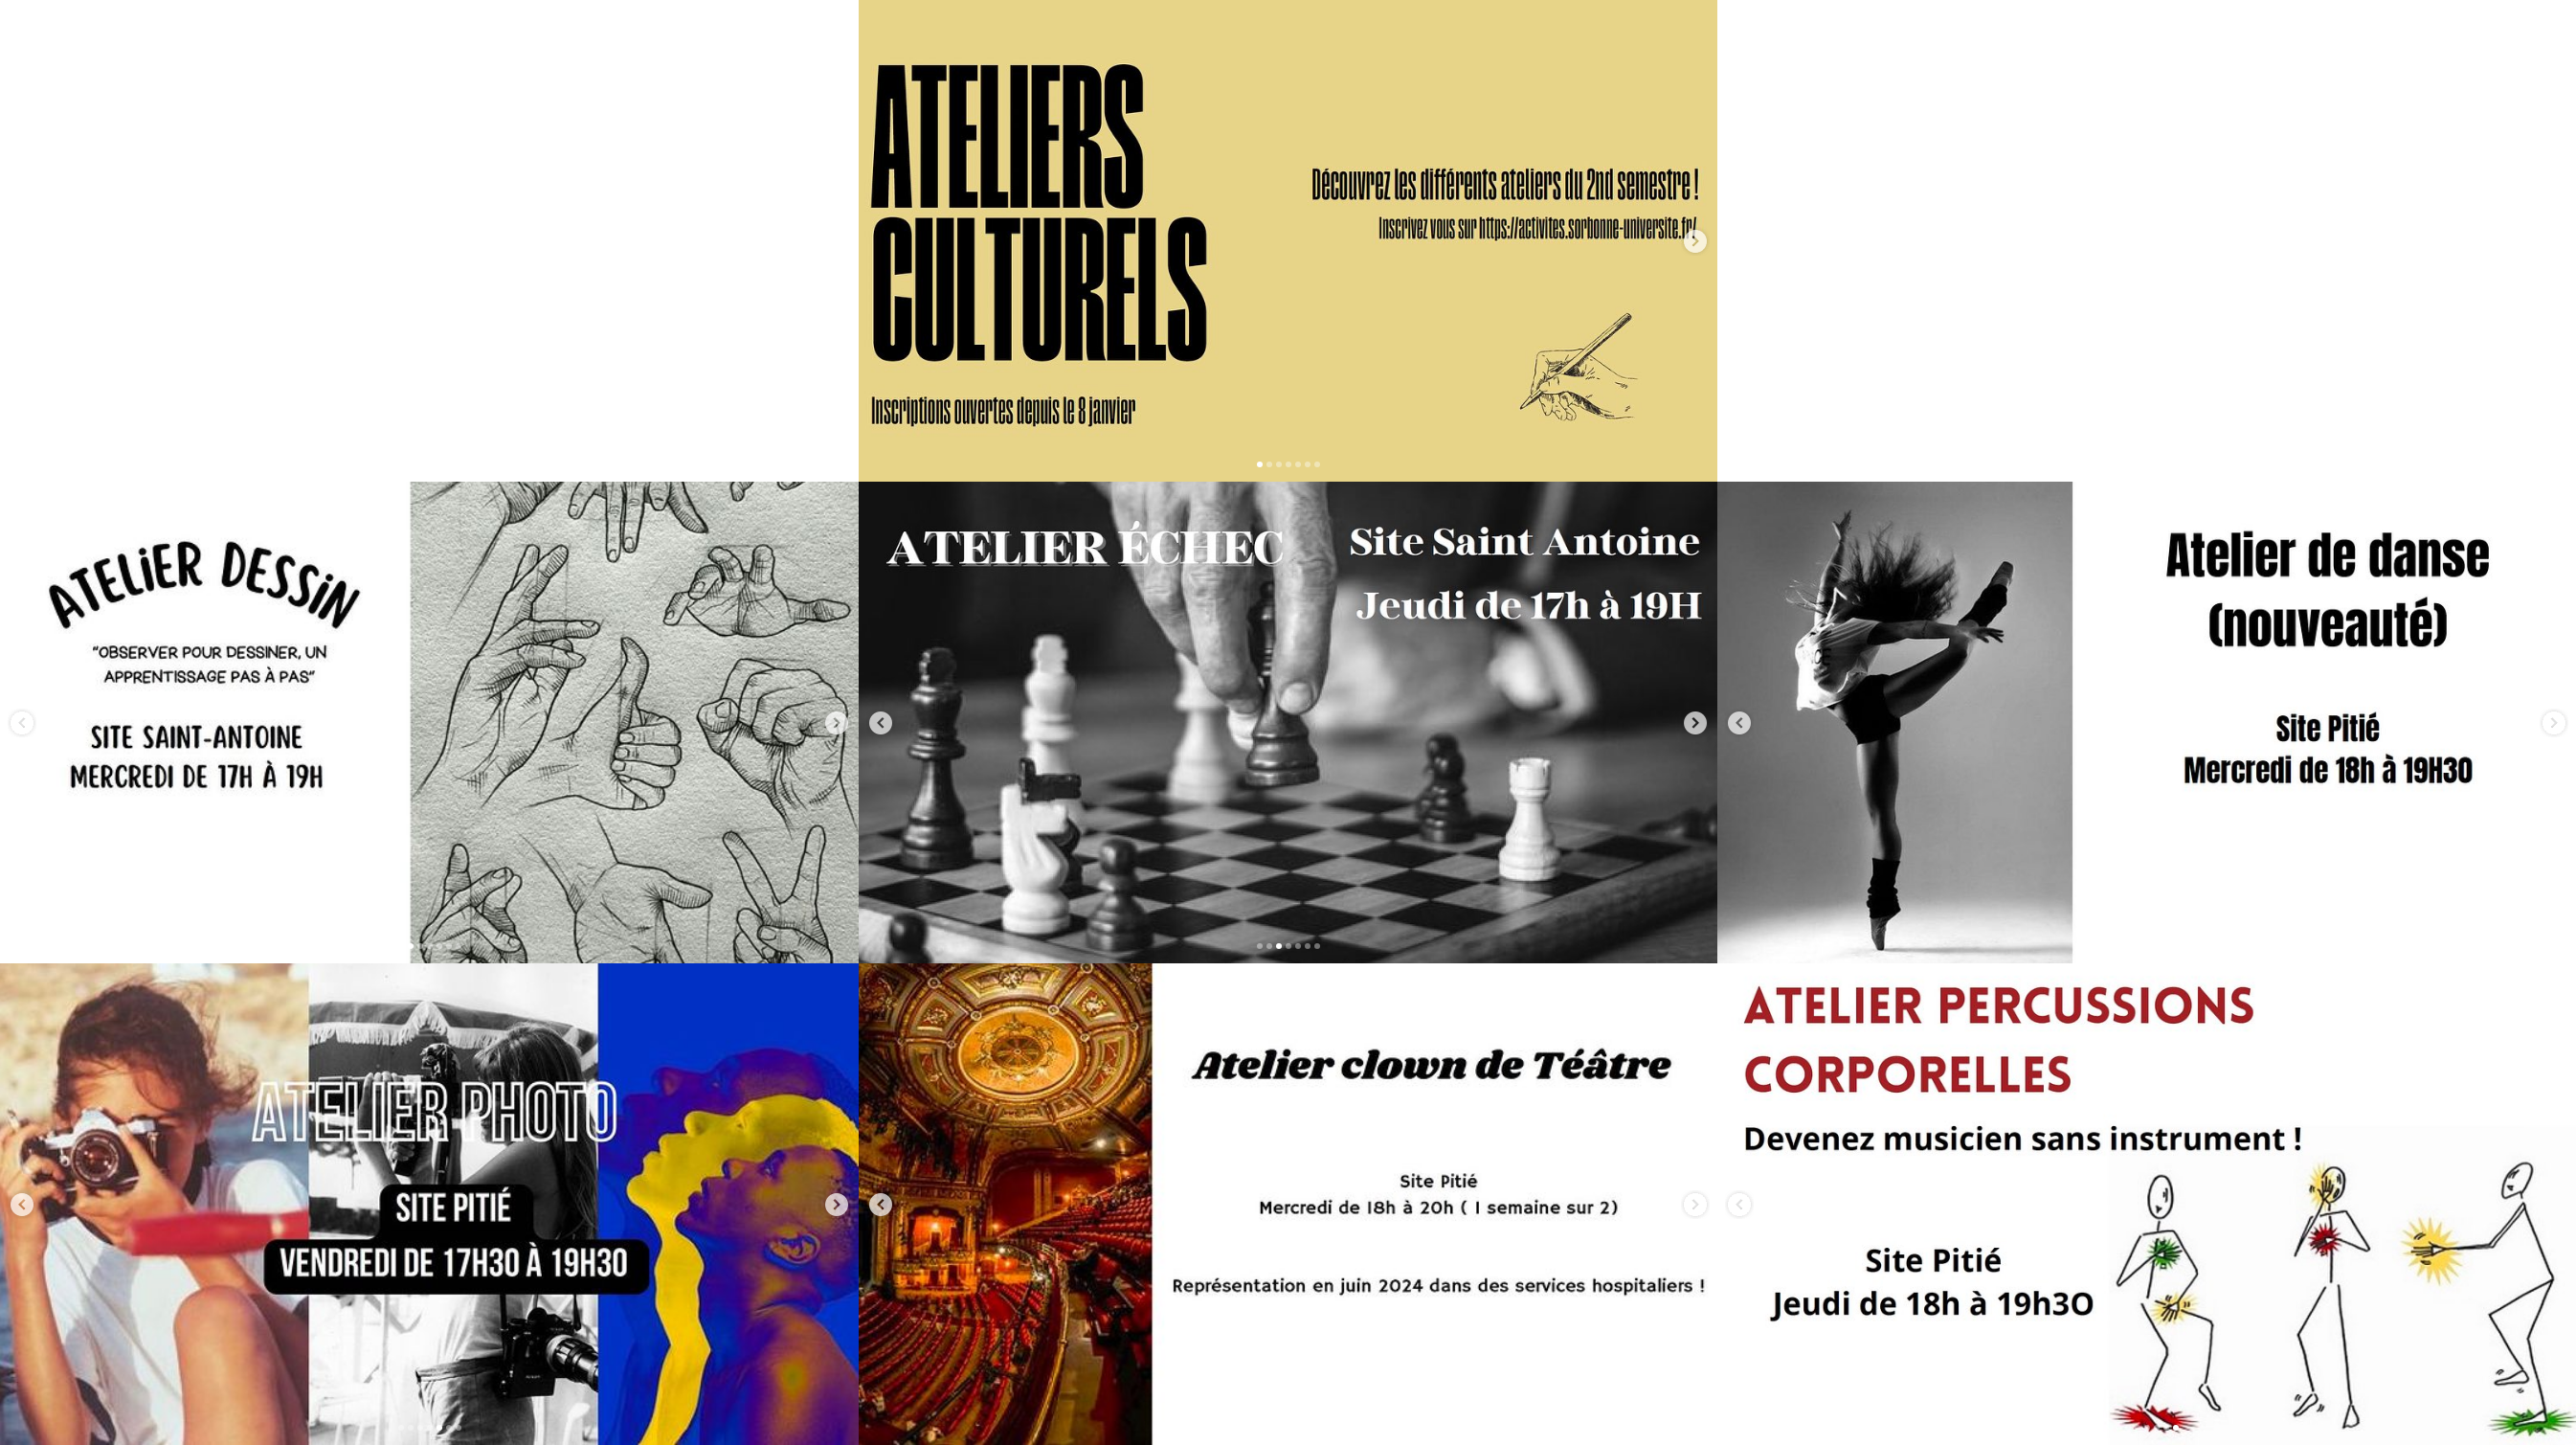 ATELIERS
CULTURELS
Inscriptions ouvertes depuis le 8 janvier
Découvrez les différents ateliers du 2nd semestre !
Inscrivez vous sur https://activites.sorbonne-universite.fr/
ATELiER DESSiN
"OBSERVER POUR DESSINER, UN
APPRENTISSAGE PAS À PAS"
SITE SAINT-ANTOINE
MERCREDI DE 17H À 19H
ATELIER ÉCHEC
Site Saint Antoine
Jeudi de 17h à 19H
Atelier de danse
(nouveauté)
Site Pitié
Mercredi de 18h à 19H30
ATELIER PHOTO
SITE PITIÉ
VENDREDI DE 17H30 À 19H30
Atelier clown de Téâtre
Site Pitié
Mercredi de 18h à 20h ( 1 semaine sur 2)
Représentation en juin 2024 dans des services hospitaliers !
ATELIER PERCUSSIONS
CORPORELLES
Devenez musicien sans instrument !
Site Pitié
Jeudi de 18h à 19h3O